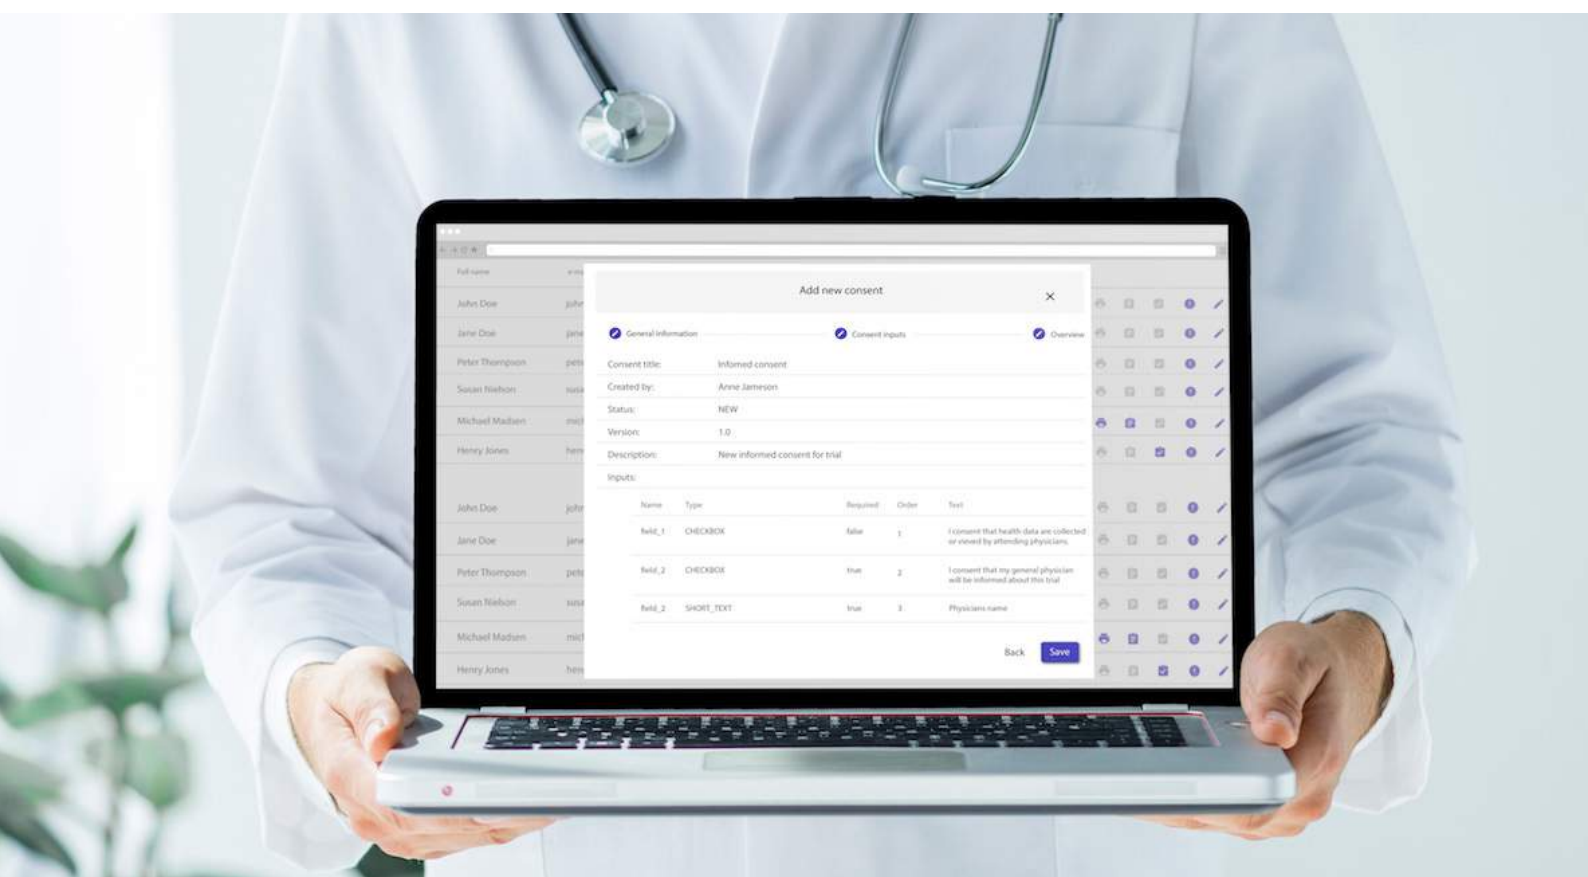 Full name
John Doe
Jane Doe
Peter Thompson
Susan Nielson
Michael Madsen
Henry Jones
John Doe
Jane Doe
Peter Thompson
Susan Nielson
Michael Madsen
Henry Jones
Add new consent
General information Consent inputs Overview
Consent title: Informed consent
Created by: Anne Jameson
Status: NEW
Version: 1.0
Description: New informed consent for trial
Inputs:
Name Type Required Order Text
field_1 CHECKBOX false 1 I consent that health data are collected
or viewed by attending physicians.
field_2 CHECKBOX true 2 I consent that my general physician
will be informed about this trial
field_2 SHORT_TEXT true 3 Physicians name
Back Save